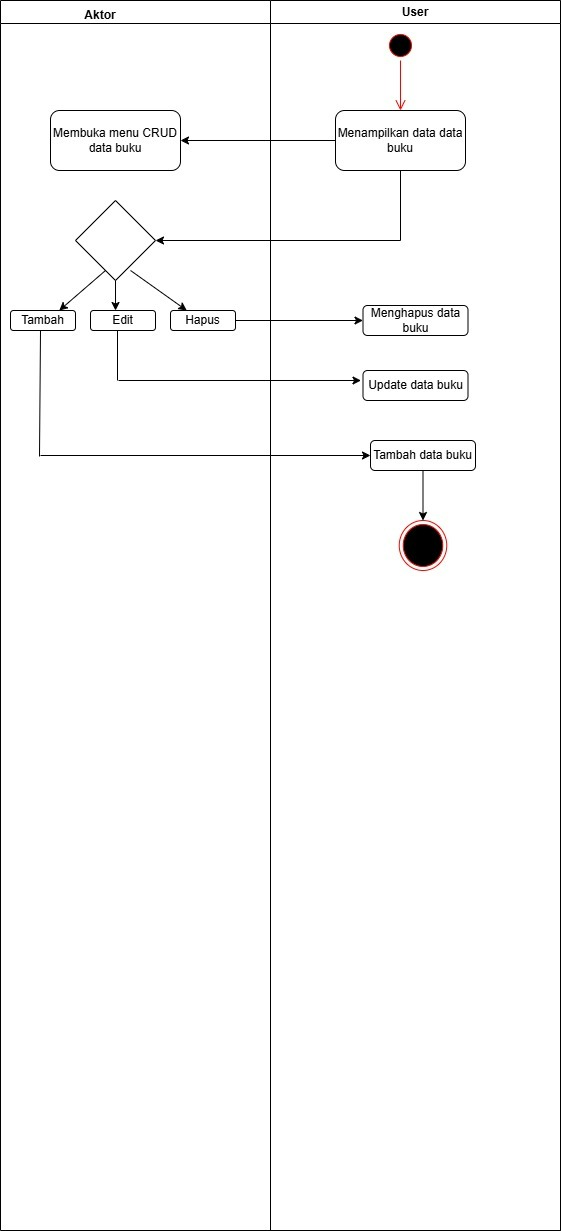 Aktor
User
Membuka menu CRUD
data buku
Menampilkan data data
buku
Tambah
Edit
Hapus
Menghapus data
buku
Update data buku
Tambah data buku